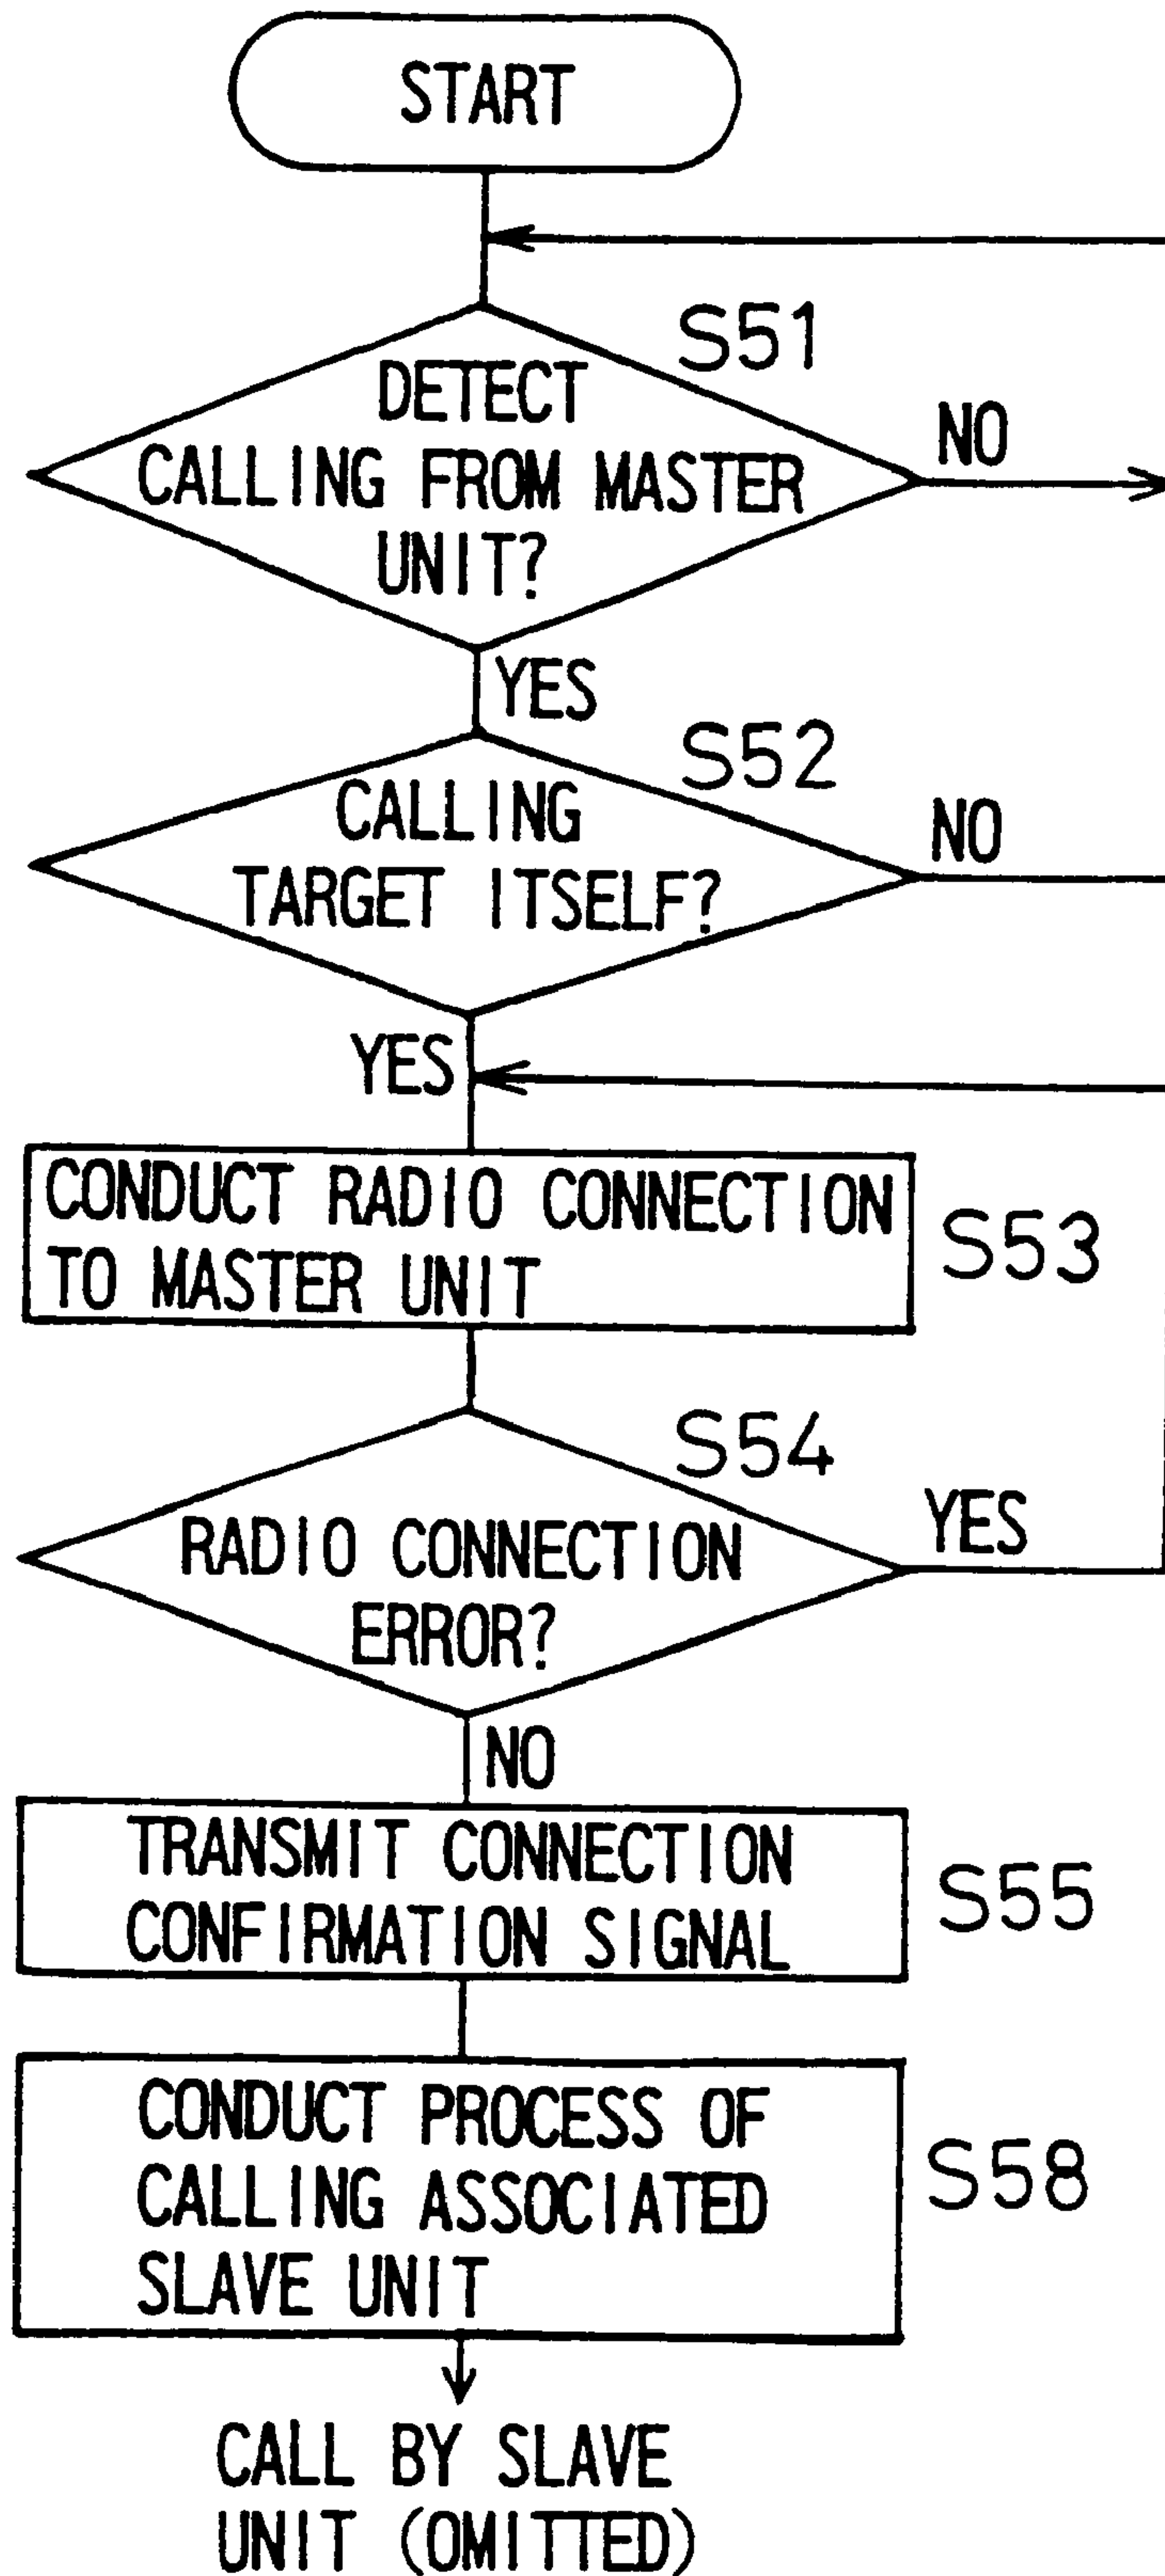 START
S51
DETECT
CALLING FROM MASTER
UNIT?
NO
YES
S52
CALLING
TARGET ITSELF?
NO
YES
CONDUCT RADIO CONNECTION
TO MASTER UNIT
S53
S54
RADIO CONNECTION
ERROR?
YES
NO
TRANSMIT CONNECTION
CONFIRMATION SIGNAL
S55
CONDUCT PROCESS OF
CALLING ASSOCIATED
SLAVE UNIT
S58
CALL BY SLAVE
UNIT (OMITTED)